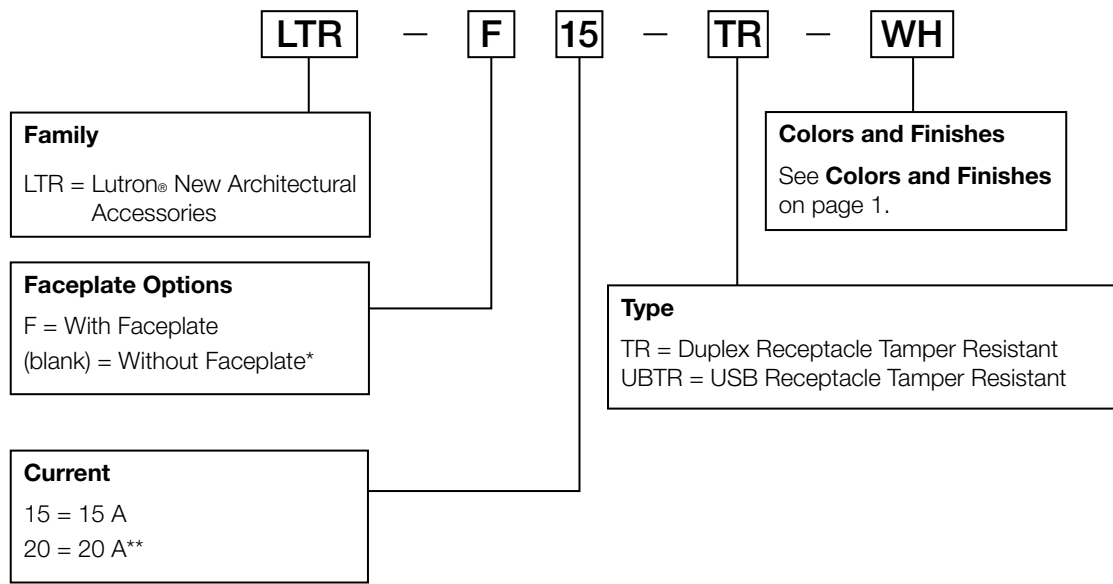 LTR – F 15 – TR – WH
Family
LTR = Lutron® New Architectural
Accessories
Colors and Finishes
See Colors and Finishes
on page 1.
Faceplate Options
F = With Faceplate
(blank) = Without Faceplate*
Type
TR = Duplex Receptacle Tamper Resistant
UBTR = USB Receptacle Tamper Resistant
Current
15 = 15 A
20 = 20 A**